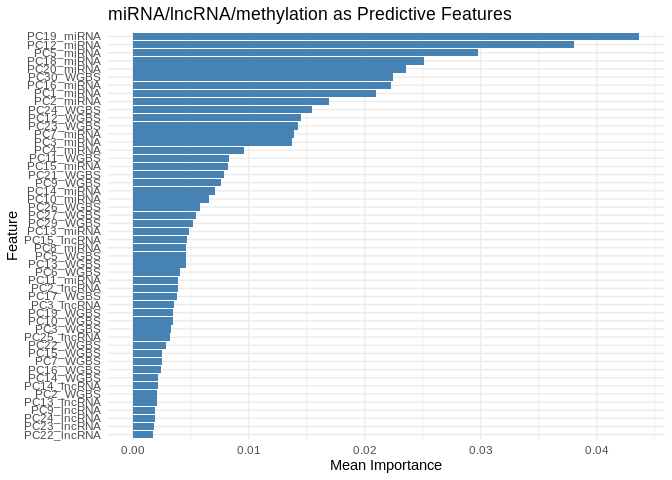 miRNA/lncRNA/methylation as Predictive Features
PC19_miRNA
PC12_miRNA
PC5_miRNA
PC18_miRNA
PC20_miRNA
PC30_WGBS
PC16_miRNA
PC1_miRNA
PC2_miRNA
PC24_WGBS
PC12_WGBS
PC23_WGBS
PC7_miRNA
PC3_miRNA
PC4_miRNA
PC11_WGBS
PC15_miRNA
PC21_WGBS
PC9_WGBS
PC14_miRNA
PC10_miRNA
PC26_WGBS
PC27_WGBS
PC29_WGBS
PC13_miRNA
PC15_lncRNA
PC8_miRNA
PC5_WGBS
PC13_WGBS
PC6_WGBS
PC11_miRNA
PC2_lncRNA
PC17_WGBS
PC3_lncRNA
PC19_WGBS
PC10_WGBS
PC3_WGBS
PC25_lncRNA
PC22_WGBS
PC15_WGBS
PC7_WGBS
PC16_WGBS
PC14_WGBS
PC14_lncRNA
PC2_WGBS
PC13_lncRNA
PC9_lncRNA
PC24_lncRNA
PC23_lncRNA
PC22_lncRNA
Feature
0.00 0.01 0.02 0.03 0.04
Mean Importance